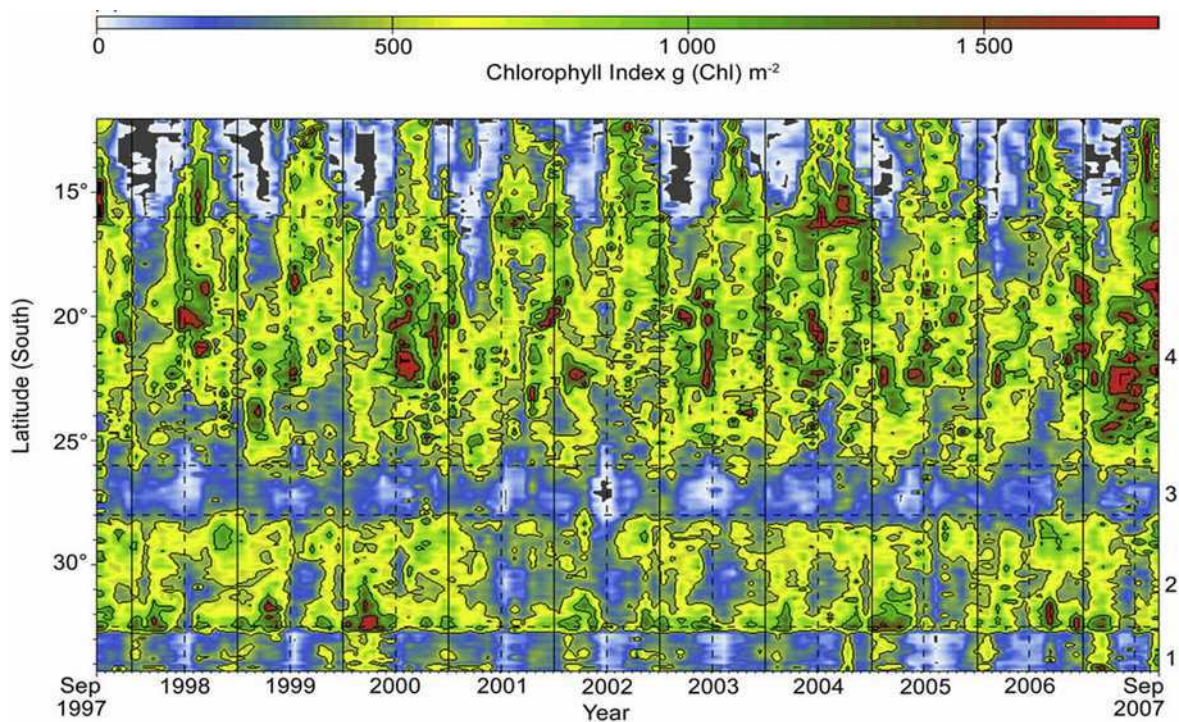 0 500 1 000 1 500
Chlorophyll Index g (Chl) m⁻²
15°
20°
25°
30°
Latitude (South)
4
3
2
1
Sep 1998 1999 2000 2001 2002 2003 2004 2005 2006 Sep
1997 Year 2007